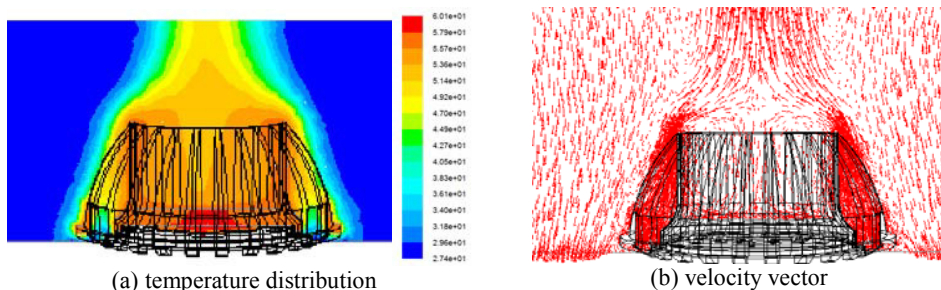 6.01e+01
5.79e+01
5.57e+01
5.36e+01
5.14e+01
4.92e+01
4.70e+01
4.49e+01
4.27e+01
4.05e+01
3.83e+01
3.61e+01
3.40e+01
3.18e+01
2.96e+01
2.74e+01
(a) temperature distribution
(b) velocity vector